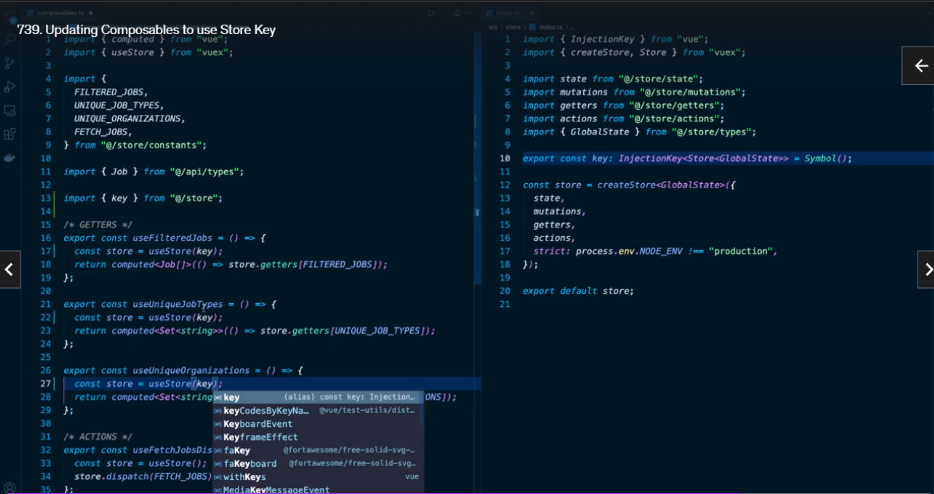 composables.ts
index.ts
739. Updating Composables to use Store Key
src > store > index.ts > ...
1 import { computed } from "vue";
2 import { useStore } from "vuex";
3
4 import {
5 FILTERED_JOBS,
6 UNIQUE_JOB_TYPES,
7 UNIQUE_ORGANIZATIONS,
8 FETCH_JOBS,
9 } from "@/store/constants";
10
11 import { Job } from "@/api/types";
12
13 import { key } from "@/store";
14
15 /* GETTERS */
16 export const useFilteredJobs = () => {
17 const store = useStore(key);
18 return computed<Job[]>(() => store.getters[FILTERED_JOBS]);
19 };
20
21 export const useUniqueJobTypes = () => {
22 const store = useStore(key);
23 return computed<Set<string>>(() => store.getters[UNIQUE_JOB_TYPES]);
24 };
25
26 export const useUniqueOrganizations = () => {
27 const store = useStore(key);
28 return computed<Set<string ONS]);
29 };
30
31 /* ACTIONS */
32 export const useFetchJobsDis
33 const store = useStore();
34 store.dispatch(FETCH_JOBS)
35 };
key (alias) const key: Injection...
keyCodesByKeyNa... @vue/test-utils/dist...
KeyboardEvent
KeyframeEffect
faKey @fortawesome/free-solid-svg-...
faKeyboard @fortawesome/free-solid-svg...
withKeys vue
MediaKeyMessageEvent
1 import { InjectionKey } from "vue";
2 import { createStore, Store } from "vuex";
3
4 import state from "@/store/state";
5 import mutations from "@/store/mutations";
6 import getters from "@/store/getters";
7 import actions from "@/store/actions";
8 import { GlobalState } from "@/store/types";
9
10 export const key: InjectionKey<Store<GlobalState>> = Symbol();
11
12 const store = createStore<GlobalState>({
13 state,
14 mutations,
15 getters,
16 actions,
17 strict: process.env.NODE_ENV !== "production",
18 });
19
20 export default store;
21